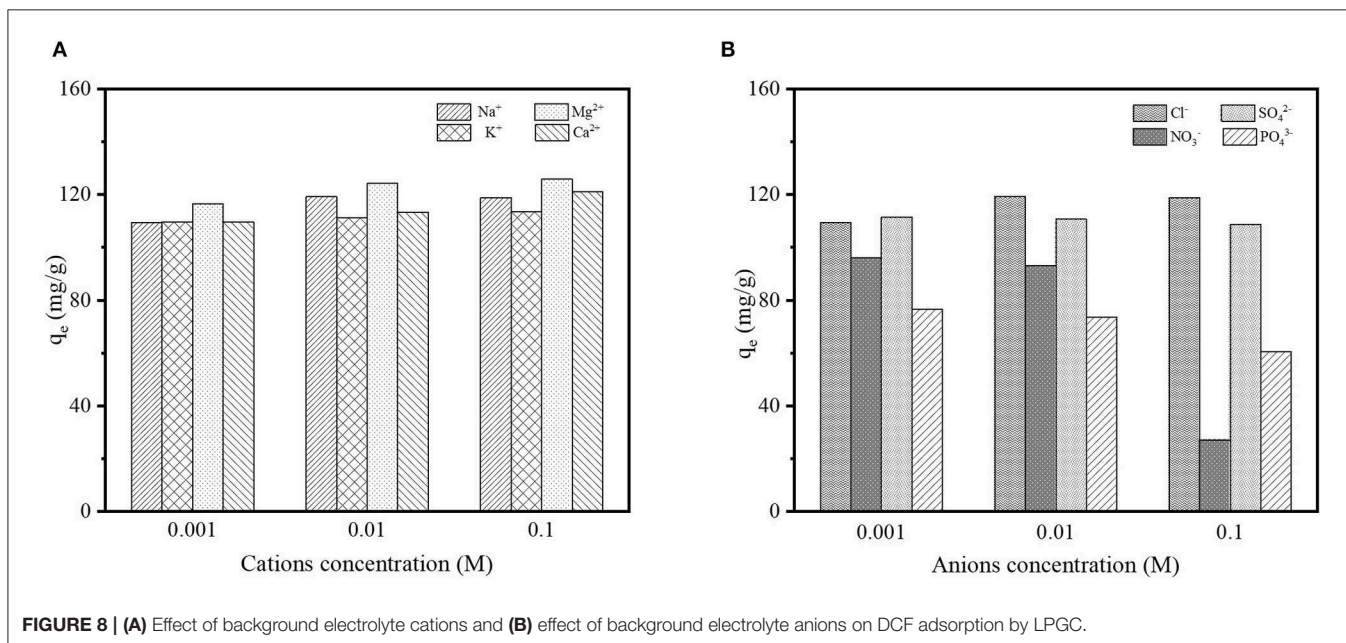 A
160
120
80
40
0
qe (mg/g)
Na⁺ Mg²⁺
K⁺ Ca²⁺
0.001 0.01 0.1
Cations concentration (M)
B
160
120
80
40
0
qe (mg/g)
Cl⁻ SO₄²⁻
NO₃⁻ PO₄³⁻
0.001 0.01 0.1
Anions concentration (M)
FIGURE 8 | (A) Effect of background electrolyte cations and (B) effect of background electrolyte anions on DCF adsorption by LPGC.